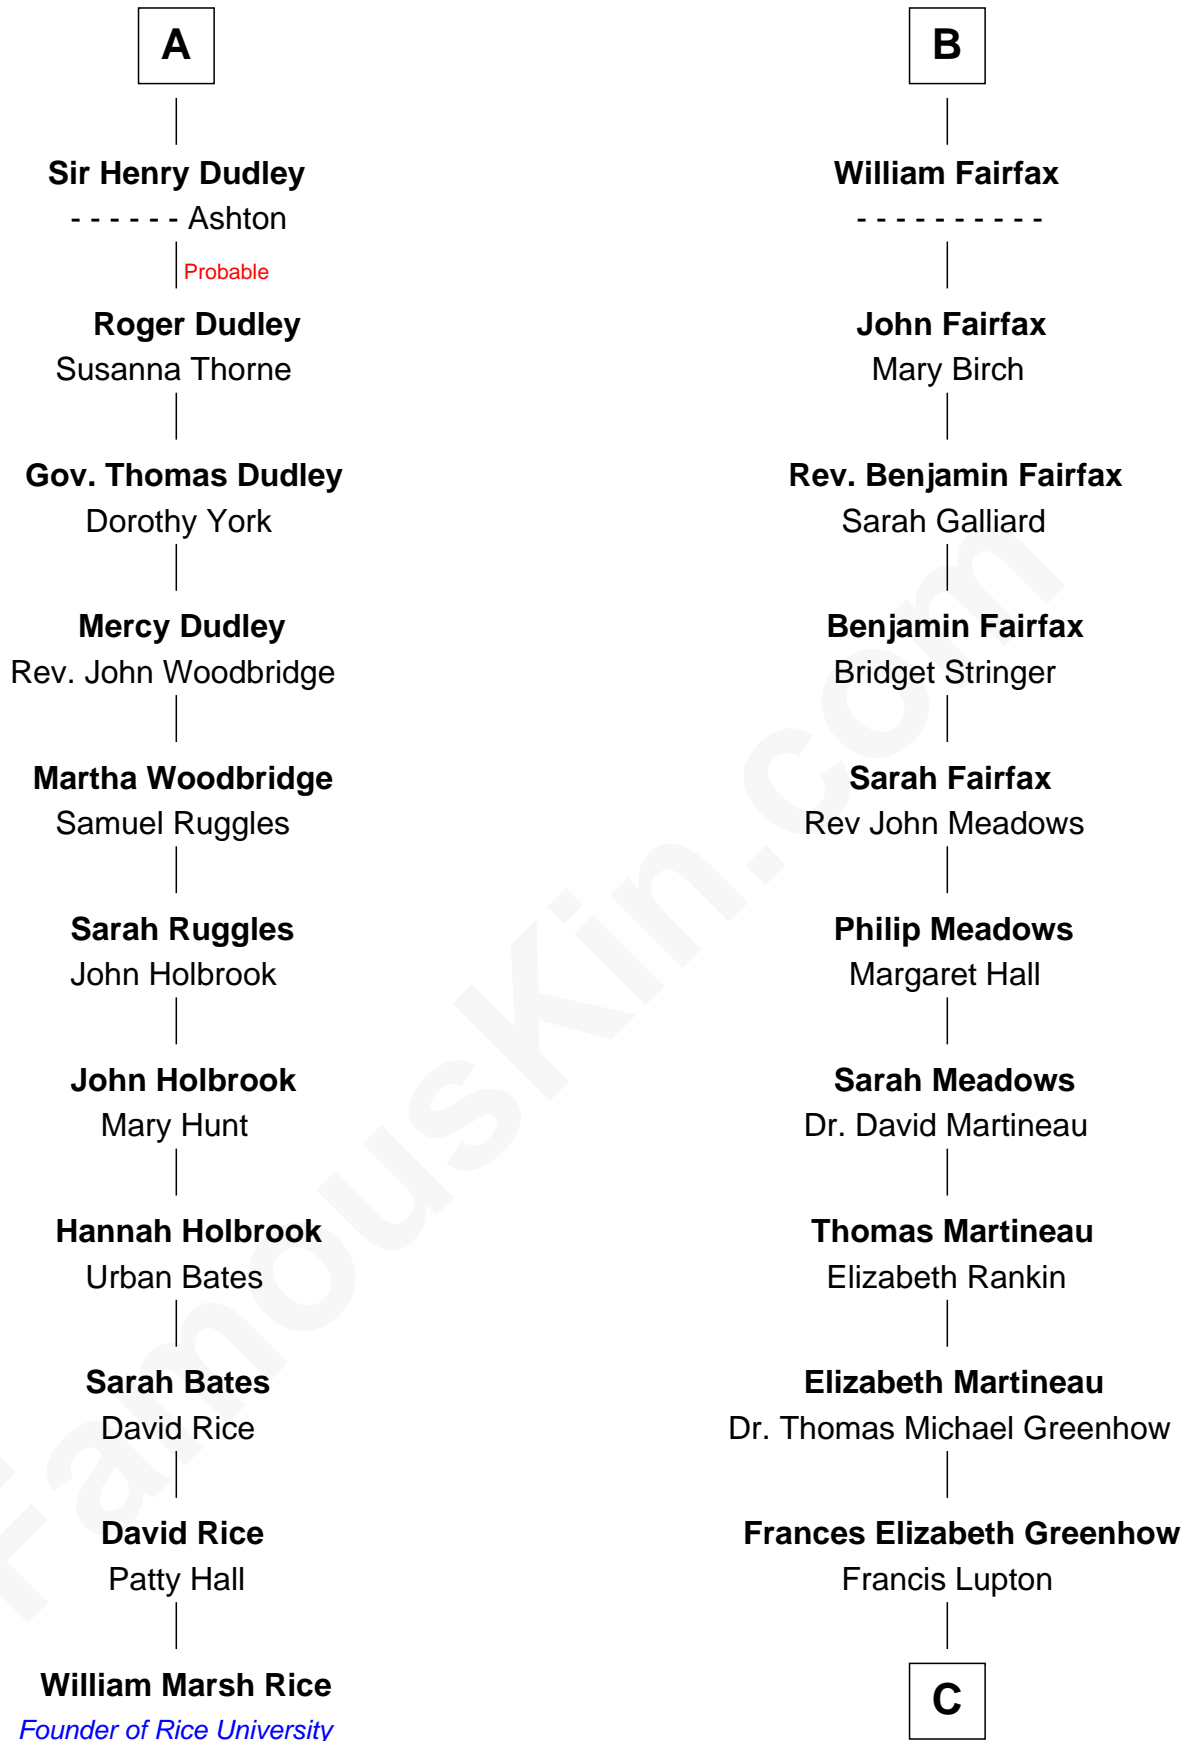 A
Sir Henry Dudley
- - - - - - Ashton
Probable
Roger Dudley
Susanna Thorne
Gov. Thomas Dudley
Dorothy York
Mercy Dudley
Rev. John Woodbridge
Martha Woodbridge
Samuel Ruggles
Sarah Ruggles
John Holbrook
John Holbrook
Mary Hunt
Hannah Holbrook
Urban Bates
Sarah Bates
David Rice
David Rice
Patty Hall
William Marsh Rice
Founder of Rice University
B
William Fairfax
- - - - - - - - - -
John Fairfax
Mary Birch
Rev. Benjamin Fairfax
Sarah Galliard
Benjamin Fairfax
Bridget Stringer
Sarah Fairfax
Rev John Meadows
Philip Meadows
Margaret Hall
Sarah Meadows
Dr. David Martineau
Thomas Martineau
Elizabeth Rankin
Elizabeth Martineau
Dr. Thomas Michael Greenhow
Frances Elizabeth Greenhow
Francis Lupton
C
FamousKin.com